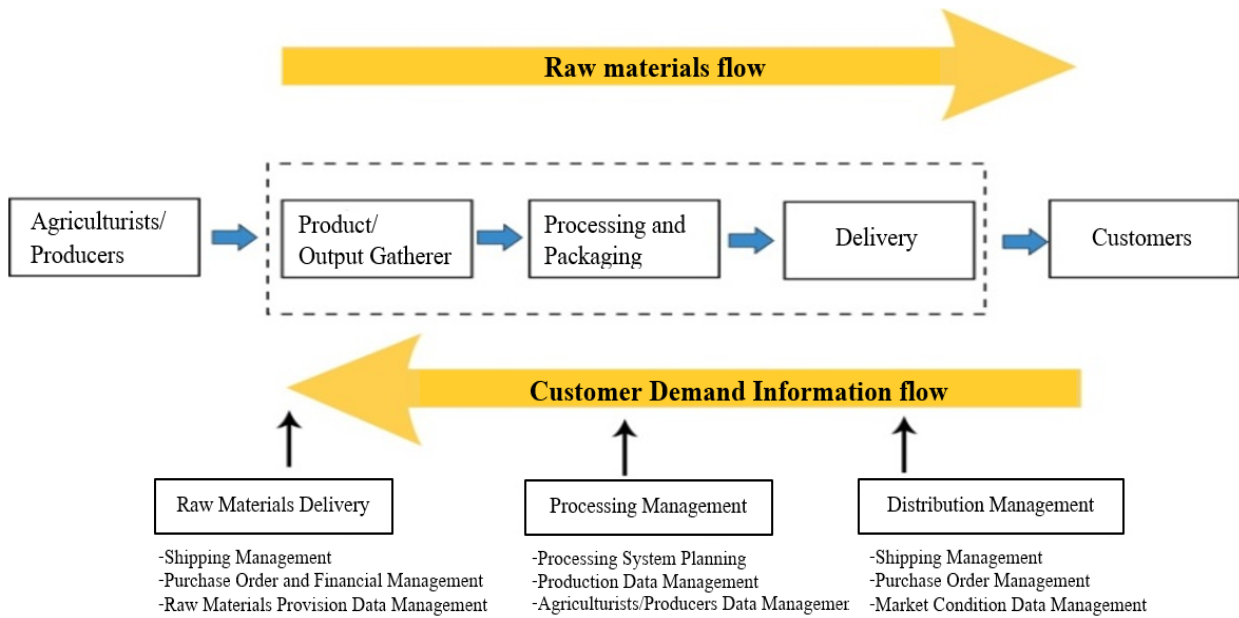 Raw materials flow
Agriculturists/
Producers
Product/
Output Gatherer
Processing and
Packaging
Delivery
Customers
Customer Demand Information flow
Raw Materials Delivery
-Shipping Management
-Purchase Order and Financial Management
-Raw Materials Provision Data Management
Processing Management
-Processing System Planning
-Production Data Management
-Agriculturists/Producers Data Managemen
Distribution Management
-Shipping Management
-Purchase Order Management
-Market Condition Data Management